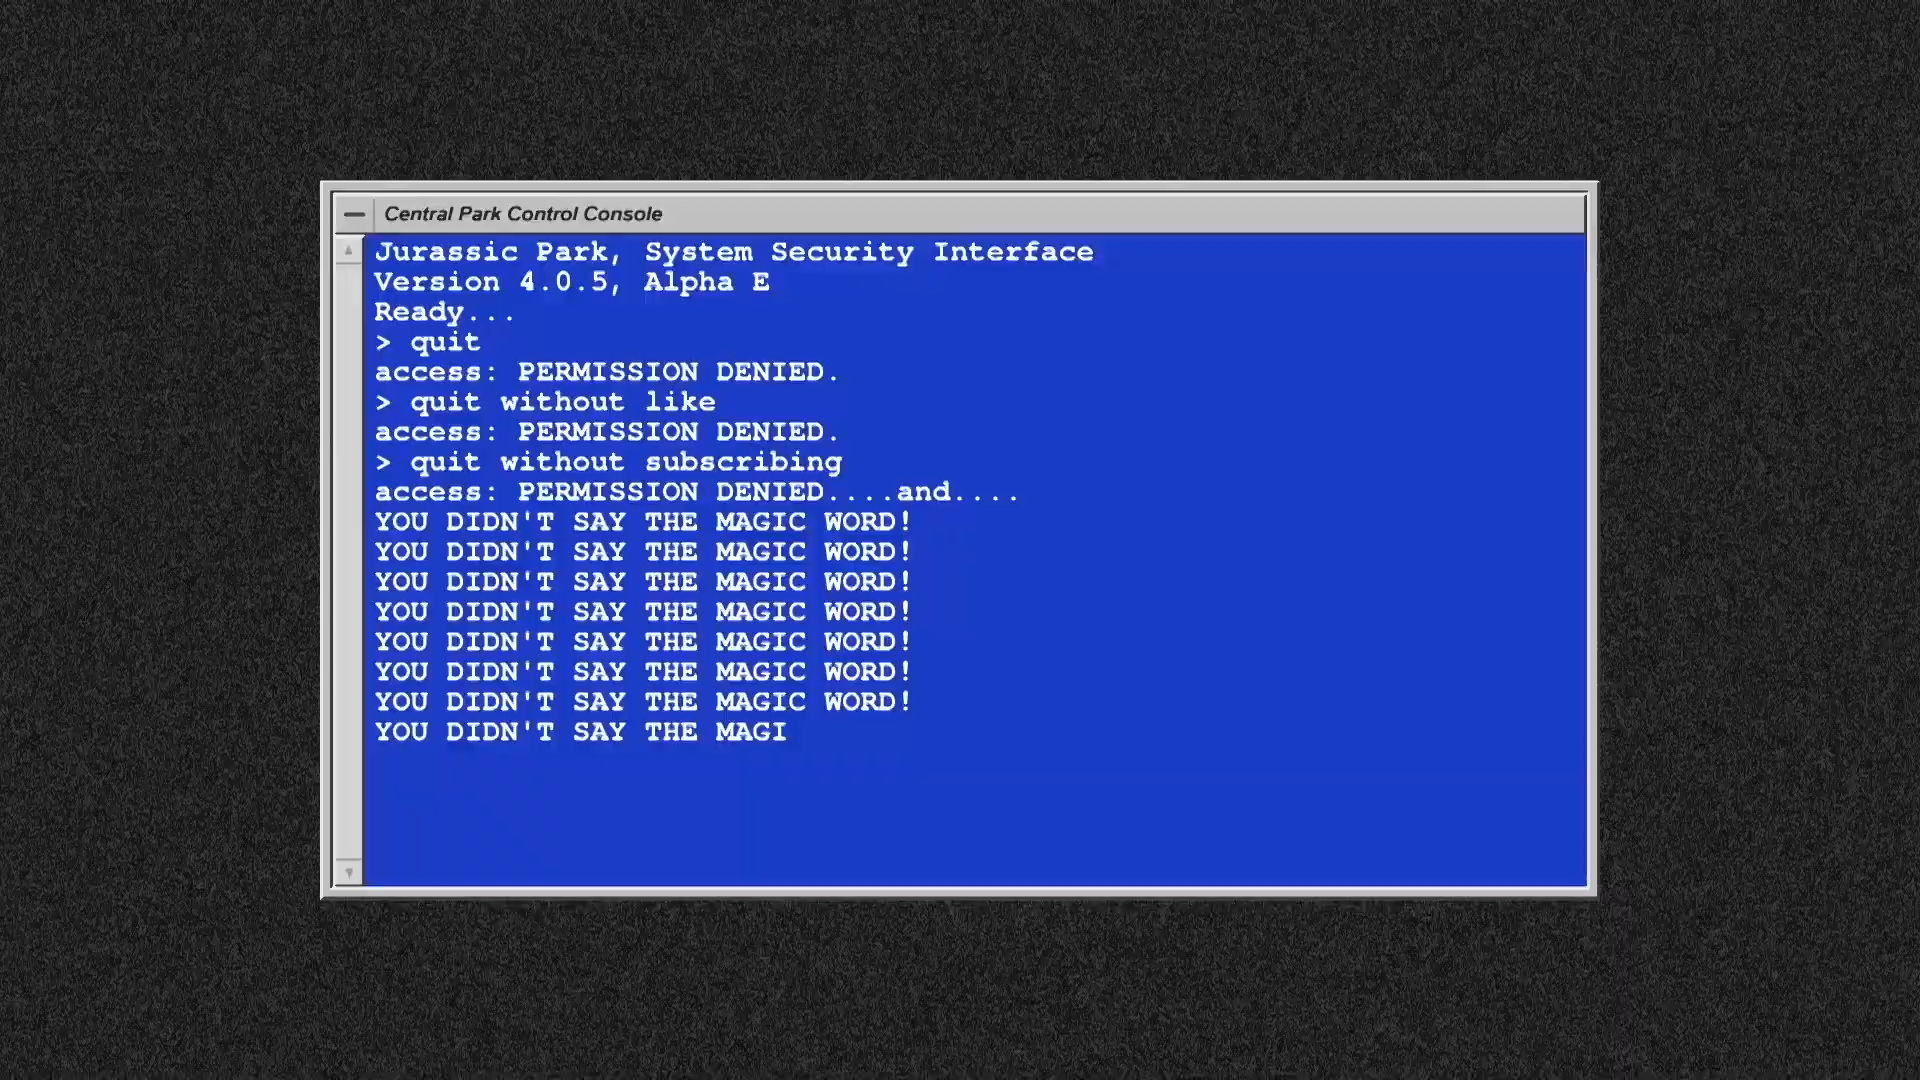 Central Park Control Console
Jurassic Park, System Security Interface
Version 4.0.5, Alpha E
Ready...
> quit
access: PERMISSION DENIED.
> quit without like
access: PERMISSION DENIED.
> quit without subscribing
access: PERMISSION DENIED....and....
YOU DIDN'T SAY THE MAGIC WORD!
YOU DIDN'T SAY THE MAGIC WORD!
YOU DIDN'T SAY THE MAGIC WORD!
YOU DIDN'T SAY THE MAGIC WORD!
YOU DIDN'T SAY THE MAGIC WORD!
YOU DIDN'T SAY THE MAGIC WORD!
YOU DIDN'T SAY THE MAGIC WORD!
YOU DIDN'T SAY THE MAGI